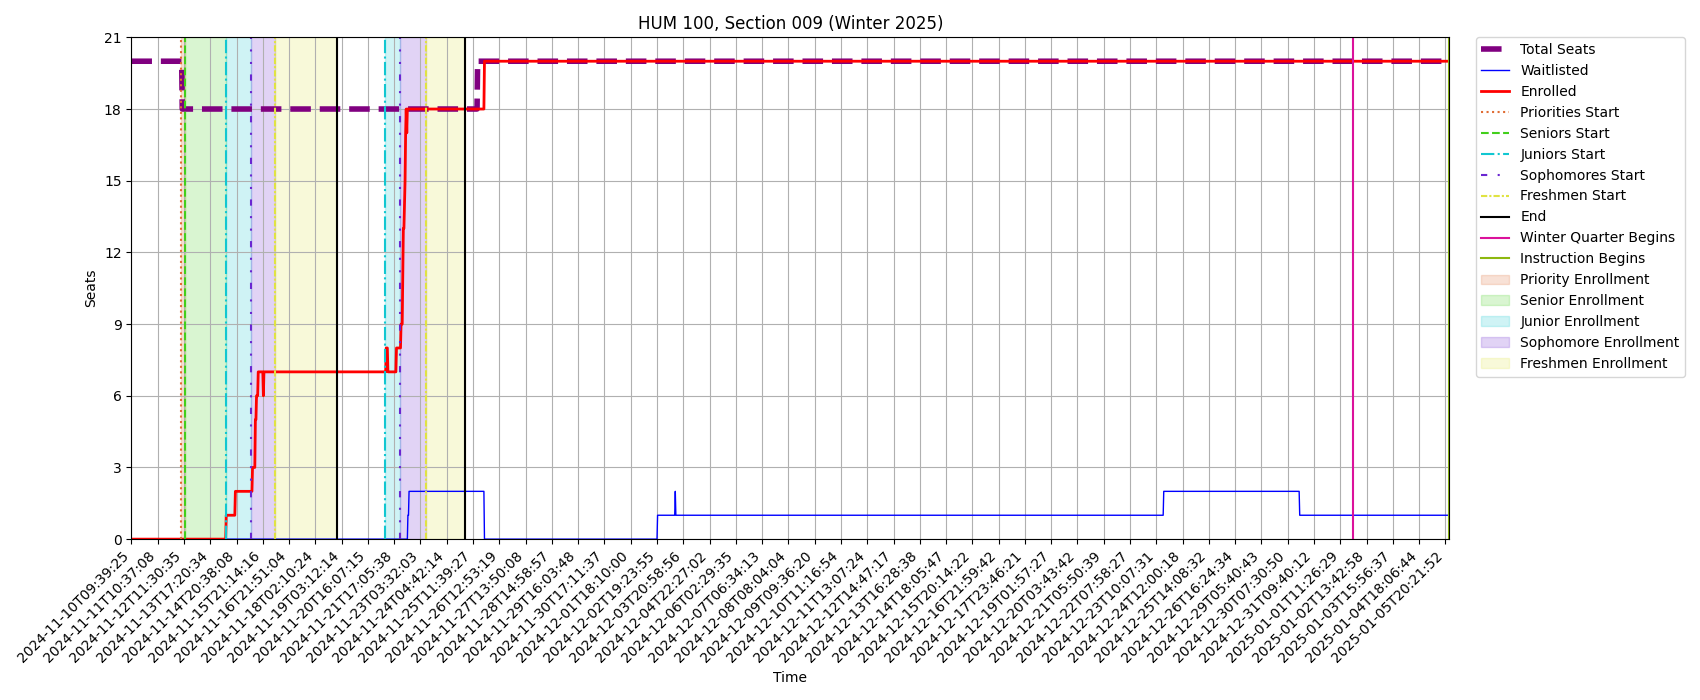 HUM 100, Section 009 (Winter 2025)
21
18
15
12
9
6
3
0
Seats
2024-11-10T09:39:25
2024-11-11T10:37:08
2024-11-12T11:30:35
2024-11-13T17:20:34
2024-11-14T20:38:09
2024-11-15T21:14:16
2024-11-16T21:51:04
2024-11-18T02:10:24
2024-11-19T03:12:14
2024-11-20T16:07:15
2024-11-21T17:05:38
2024-11-23T03:32:03
2024-11-24T04:42:14
2024-11-25T11:39:27
2024-11-26T12:53:19
2024-11-27T13:50:08
2024-11-28T14:58:57
2024-11-29T16:03:48
2024-11-30T17:11:37
2024-12-01T18:10:00
2024-12-02T19:23:55
2024-12-03T20:58:56
2024-12-04T22:27:02
2024-12-06T02:29:35
2024-12-07T06:34:13
2024-12-08T08:04:04
2024-12-09T09:36:20
2024-12-10T11:16:54
2024-12-11T13:07:24
2024-12-12T14:47:17
2024-12-13T16:28:38
2024-12-14T18:05:47
2024-12-15T20:14:22
2024-12-16T21:59:42
2024-12-17T23:46:21
2024-12-19T01:57:27
2024-12-20T03:43:42
2024-12-21T05:50:39
2024-12-22T07:58:27
2024-12-23T10:07:31
2024-12-24T12:00:18
2024-12-25T14:08:32
2024-12-26T16:24:34
2024-12-29T05:40:43
2024-12-30T07:30:50
2024-12-31T09:40:12
2025-01-01T11:26:29
2025-01-02T13:42:58
2025-01-03T15:56:37
2025-01-04T18:06:44
2025-01-05T20:21:52
Time
Total Seats
Waitlisted
Enrolled
Priorities Start
Seniors Start
Juniors Start
Sophomores Start
Freshmen Start
End
Winter Quarter Begins
Instruction Begins
Priority Enrollment
Senior Enrollment
Junior Enrollment
Sophomore Enrollment
Freshmen Enrollment